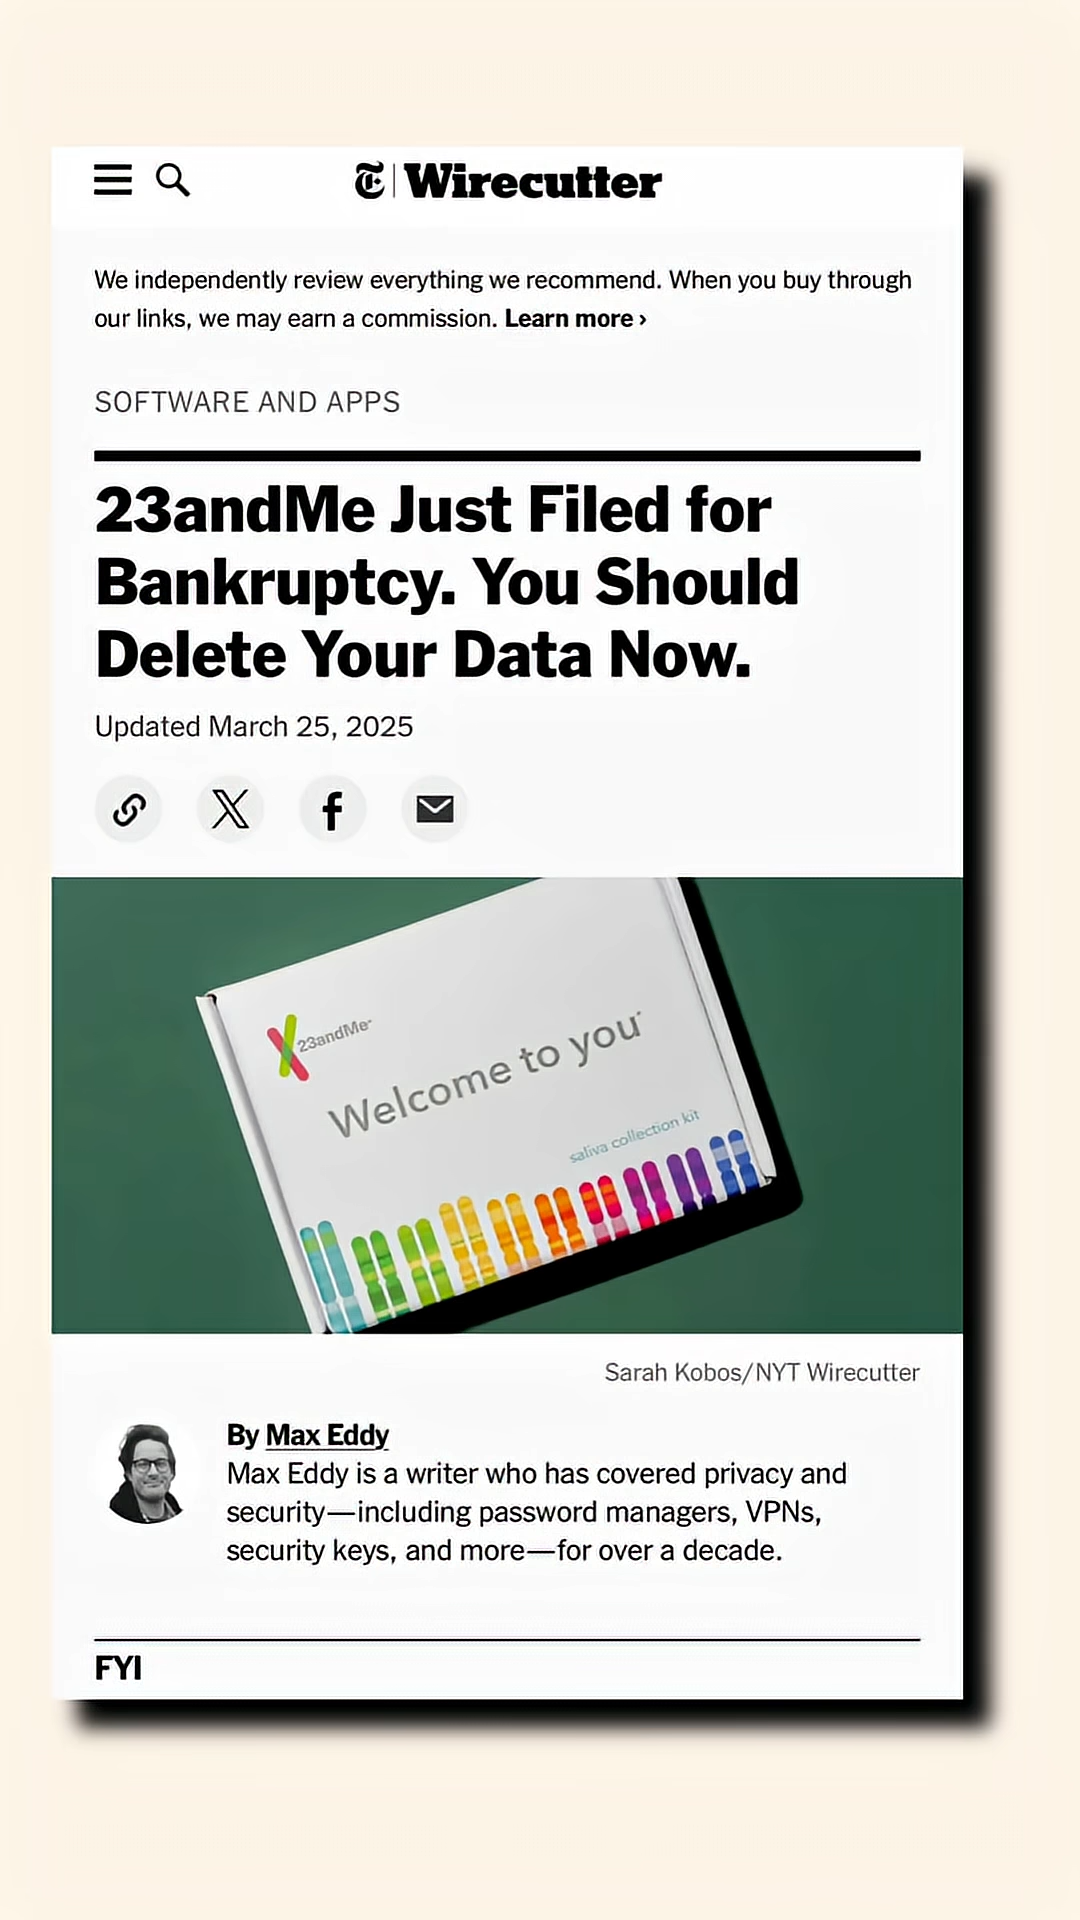 Wirecutter
We independently review everything we recommend. When you buy through
our links, we may earn a commission. Learn more ›
SOFTWARE AND APPS
23andMe Just Filed for
Bankruptcy. You Should
Delete Your Data Now.
Updated March 25, 2025
23andMe
Welcome to you
saliva collection kit
Sarah Kobos/NYT Wirecutter
By Max Eddy
Max Eddy is a writer who has covered privacy and
security—including password managers, VPNs,
security keys, and more—for over a decade.
FYI